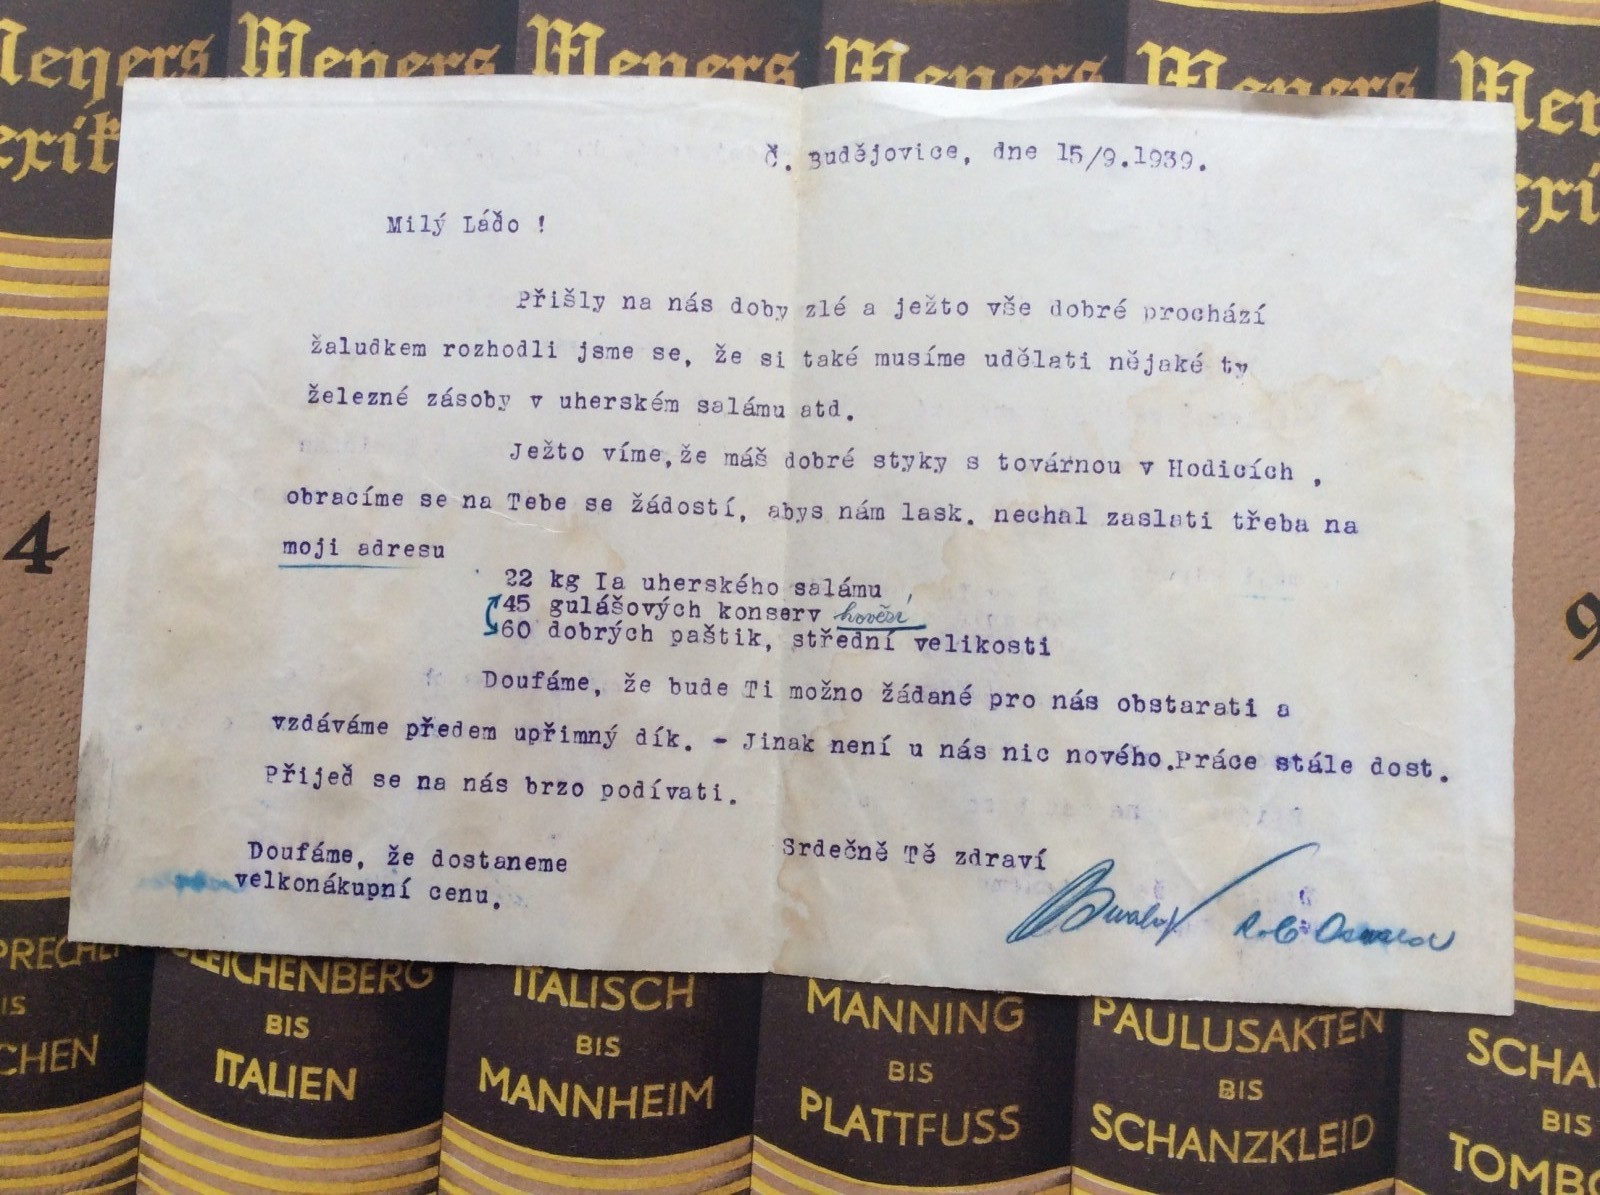 Meyers Meyers Meyers Meyers Meyers
4
9
Č. Budějovice, dne 15/9.1939.
Milý Láďo !
Přišly na nás doby zlé a ježto vše dobré prochází
žaludkem rozhodli jsme se, že si také musíme udělati nějaké ty
železné zásoby v uherském salámu atd.
Ježto víme,že máš dobré styky s továrnou v Hodicích ,
obracíme se na Tebe se žádostí, abys nám lask. nechal zaslati třeba na
moji adresu
22 kg Ia uherského salámu ,
45 gulášových konserv hovězí
60 dobrých paštik, střední velikosti
Doufáme, že bude Ti možno žádané pro nás obstarati a
vzdáváme předem upřimný dík. - Jinak není u nás nic nového.Práce stále dost.
Přijeď se na nás brzo podívati.
Srdečně Tě zdraví
Doufáme, že dostaneme
velkonákupní cenu.
GLEICHENBERG
BIS
ITALIEN
ITALISCH
BIS
MANNHEIM
MANNING
BIS
PLATTFUSS
PAULUSAKTEN
BIS
SCHANZKLEID
SCHA
BIS
TOMBO